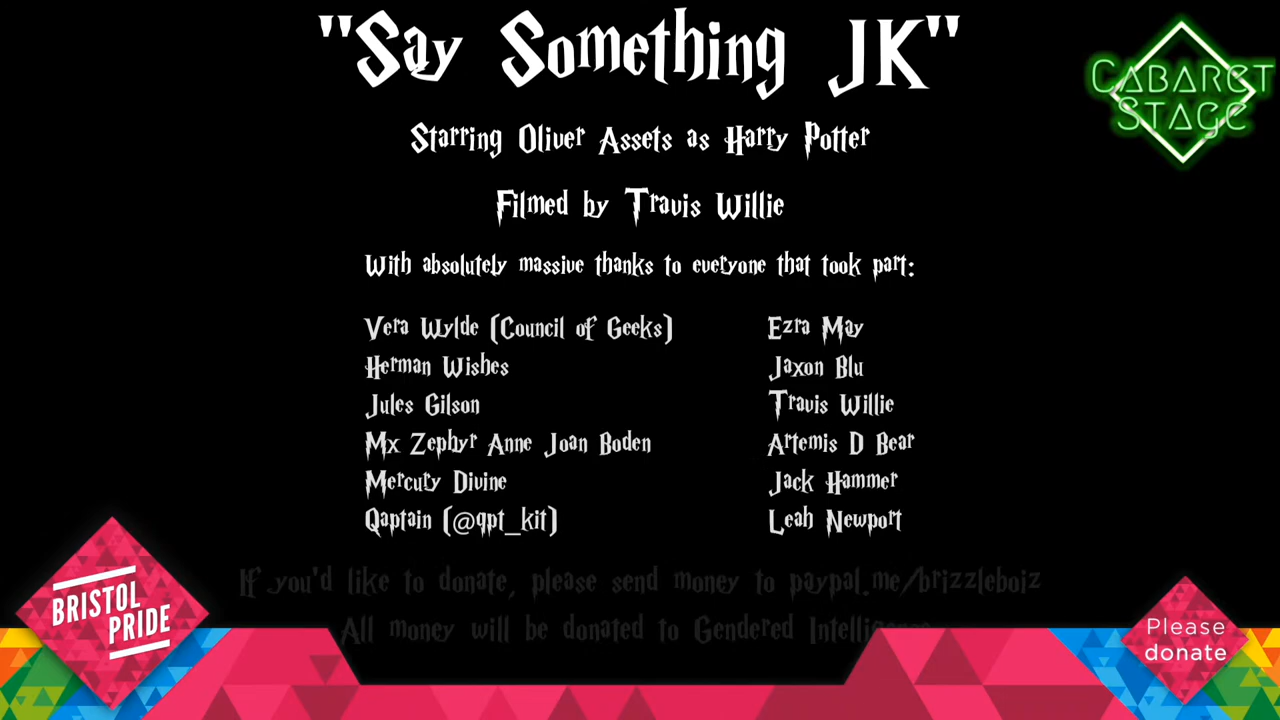 "Say Something JK"
CABARET
STAGE
Starring Oliver Assets as Harry Potter
Filmed by Travis Willie
With absolutely massive thanks to everyone that took part:
Vera Wylde (Council of Geeks)
Herman Wishes
Jules Gilson
Mx Zephyr Anne Joan Boden
Mercury Divine
Qaptain (@qpt_kit)
Ezra May
Jaxon Blu
Travis Willie
Artemis D Bear
Jack Hammer
Leah Newport
If you'd like to donate, please send money to paypal.me/brizzleboiz
All money will be donated to Gendered Intelligence
BRISTOL
PRIDE
Please
donate